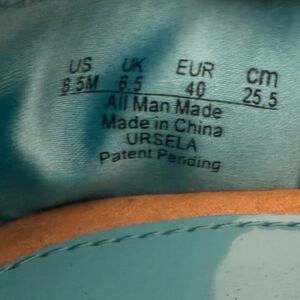 US UK EUR cm
8.5M 6.5 40 25.5
All Man Made
Made in China
URSELA
Patent Pending